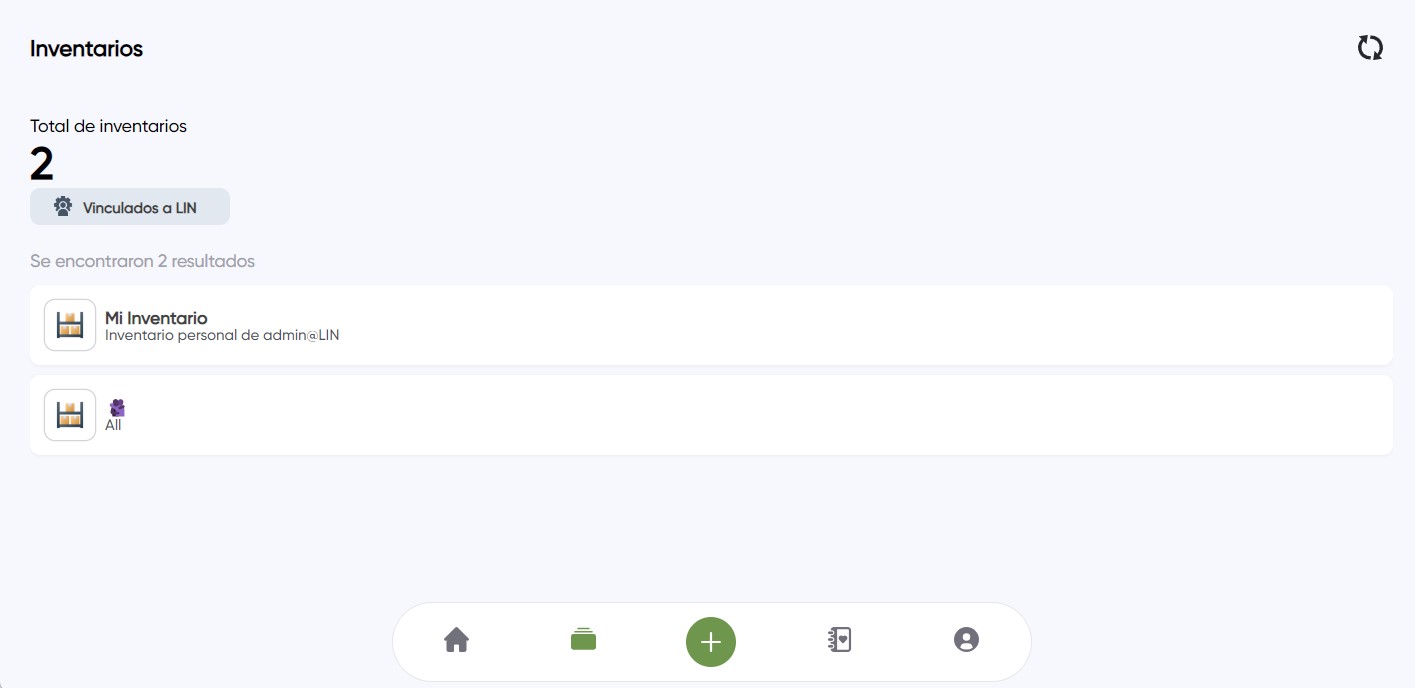 Inventarios
Total de inventarios
2
Vinculados a LIN
Se encontraron 2 resultados
Mi Inventario
Inventario personal de admin@LIN
All